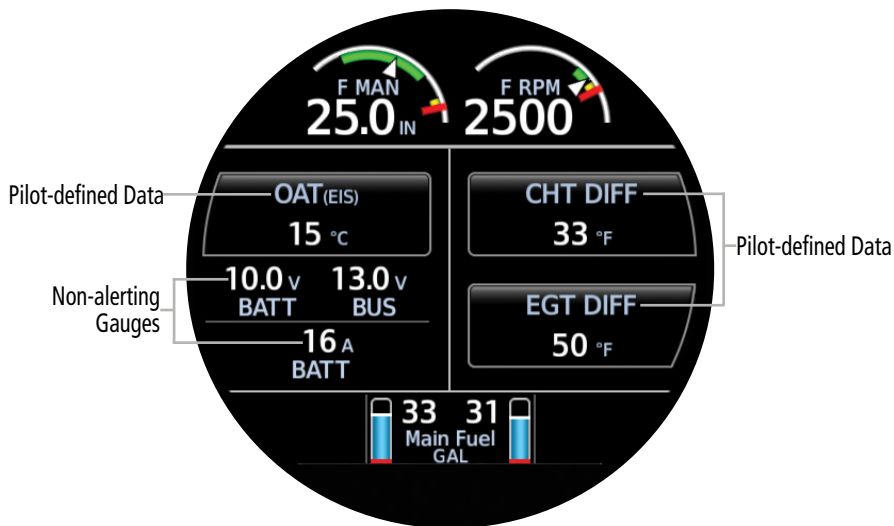 F MAN
25.0 IN
F RPM
2500
Pilot-defined Data
OAT(EIS)
15 °C
CHT DIFF
33 °F
Pilot-defined Data
Non-alerting
Gauges
10.0 V 13.0 V
BATT BUS
16 A
BATT
EGT DIFF
50 °F
33 31
Main Fuel
GAL